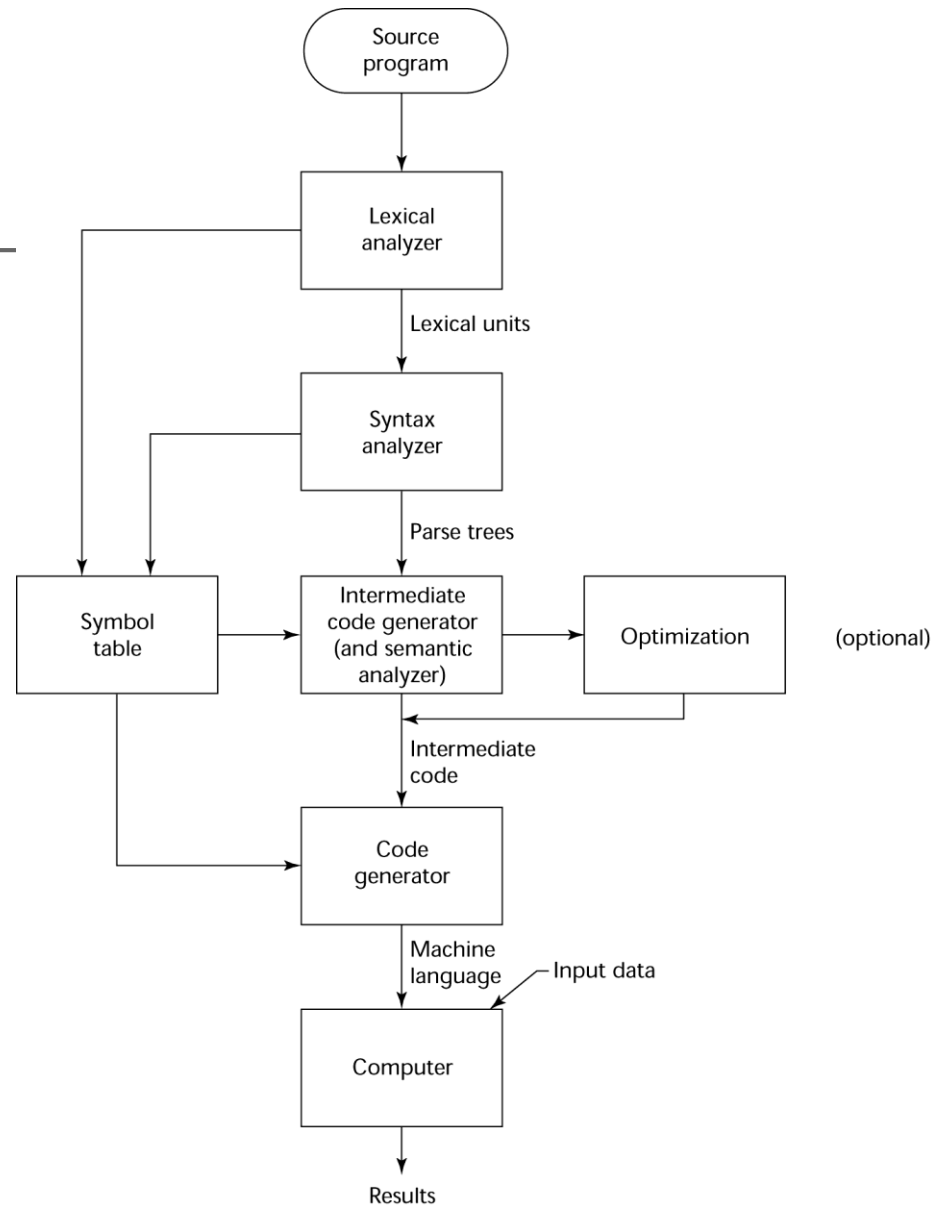 Source
program
Lexical
analyzer
Lexical units
Syntax
analyzer
Parse trees
Symbol
table
Intermediate
code generator
(and semantic
analyzer)
Optimization
(optional)
Intermediate
code
Code
generator
Machine
language
Input data
Computer
Results